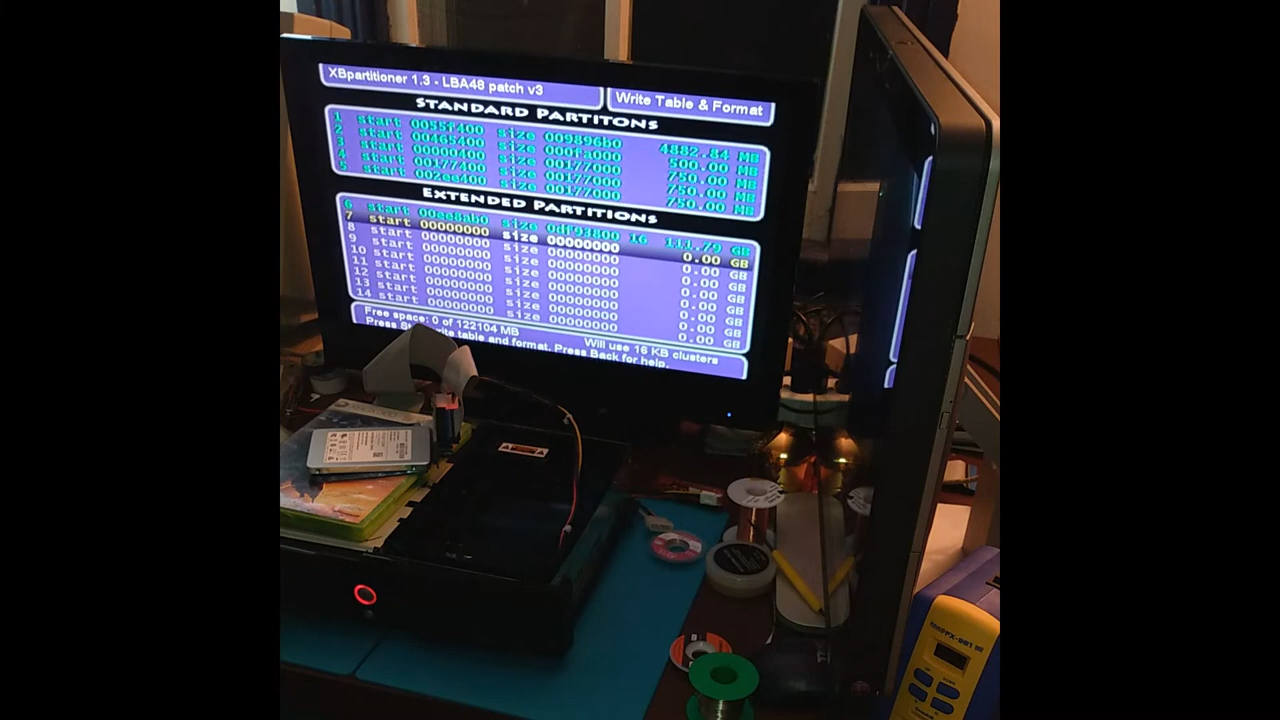 XBpartitioner 1.3 - LBA48 patch v3
Write Table & Format
STANDARD PARTITONS
1 start 0055f400 size 009896b0 4882.84 MB
2 start 00465400 size 000fa000 500.00 MB
3 start 00000400 size 00177000 750.00 MB
4 start 00177400 size 00177000 750.00 MB
5 start 002ee400 size 00177000 750.00 MB
EXTENDED PARTITIONS
6 start 00ee8ab0 size 0df93800 16 111.79 GB
7 start 00000000 size 00000000 0.00 GB
8 start 00000000 size 00000000 0.00 GB
9 start 00000000 size 00000000 0.00 GB
10 start 00000000 size 00000000 0.00 GB
11 start 00000000 size 00000000 0.00 GB
12 start 00000000 size 00000000 0.00 GB
13 start 00000000 size 00000000 0.00 GB
14 start 00000000 size 00000000 0.00 GB
Free space: 0 of 122104 MB
Will use 16 KB clusters
Press table and format. Press Back for help.